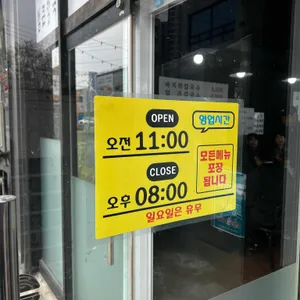 OPEN
영업시간
오전 11:00
CLOSE
오후 08:00
모든메뉴
포장
됩니다
일요일은 휴무